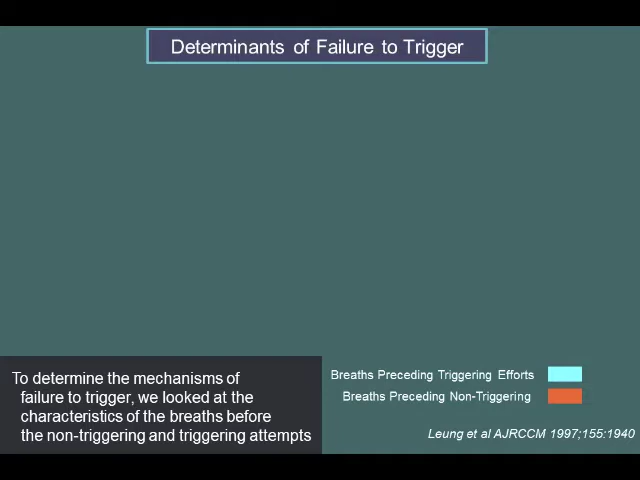 Determinants of Failure to Trigger
To determine the mechanisms of
failure to trigger, we looked at the
characteristics of the breaths before
the non-triggering and triggering attempts
Breaths Preceding Triggering Efforts
Breaths Preceding Non-Triggering
Leung et al AJRCCM 1997;155:1940